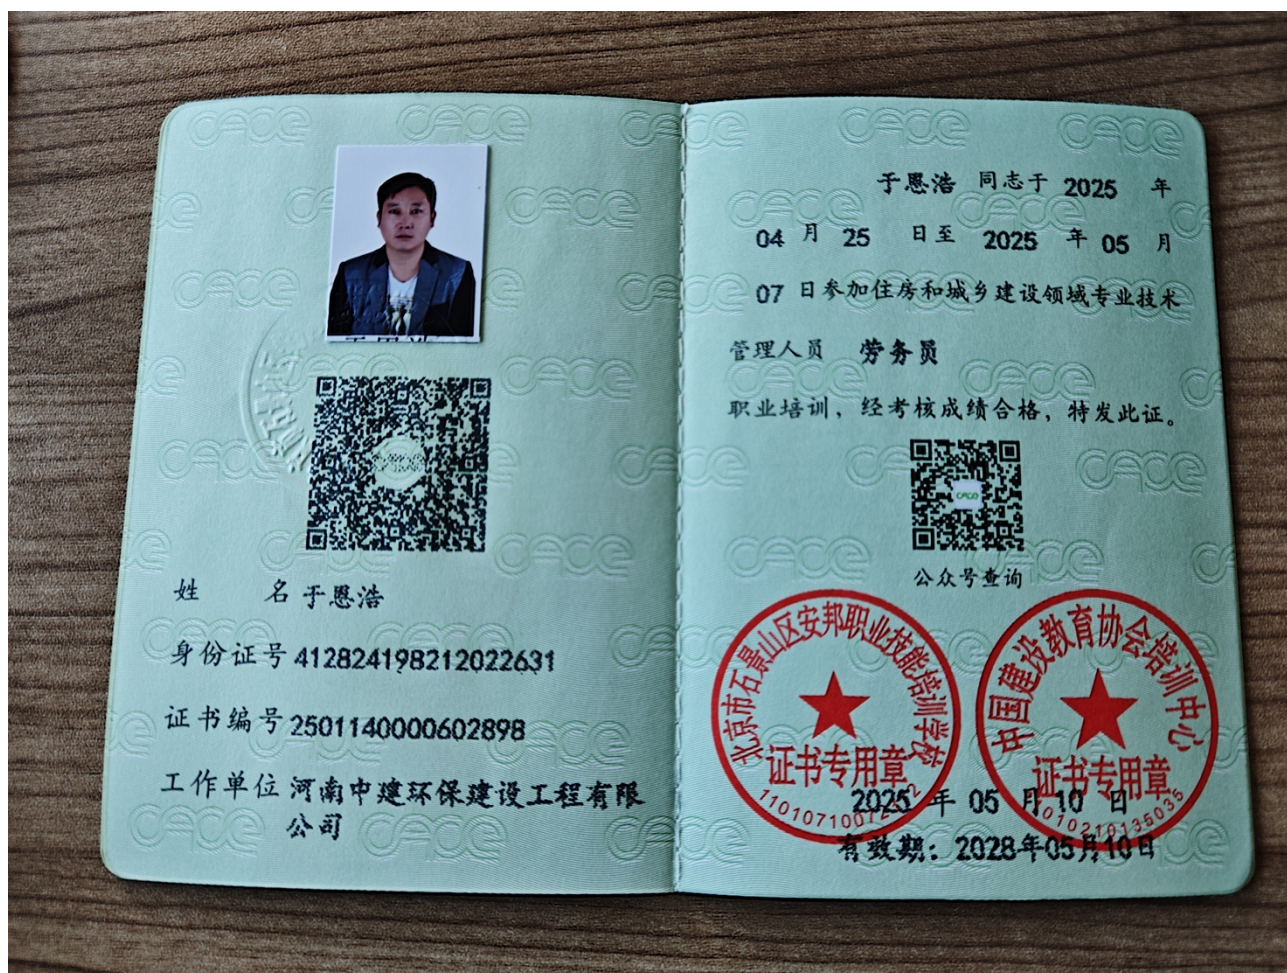 姓 名 于恩浩
身份证号 412824198212022631
证书编号 2501140000602898
工作单位 河南中建环保建设工程有限
公司
于恩浩 同志于 2025 年
04 月 25 日至 2025 年 05 月
07 日参加住房和城乡建设领域专业技术
管理人员 劳务员
职业培训，经考核成绩合格，特发此证。
公众号查询
北京市石景山区安邦职业技能培训学校
证书专用章
中国建设教育协会培训中心
证书专用章
2025 年 05 月 10 日
有效期：2028年05月10日